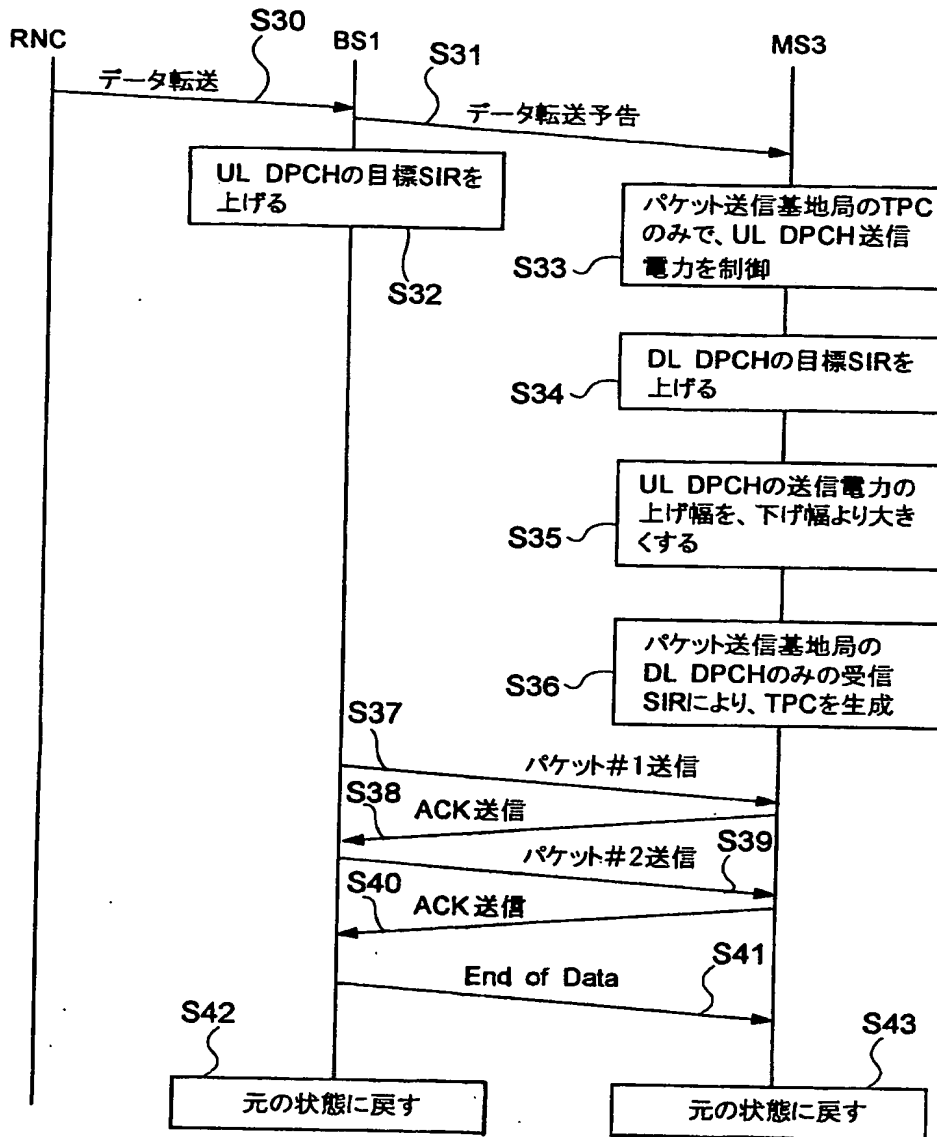 RNC
S30
BS1
S31
MS3
データ転送
データ転送予告
UL DPCHの目標SIRを
上げる
S32
パケット送信基地局のTPC
のみで、UL DPCH送信
電力を制御
S33
DL DPCHの目標SIRを
上げる
S34
UL DPCHの送信電力の
上げ幅を、下げ幅より大き
くする
S35
パケット送信基地局の
DL DPCHのみの受信
SIRにより、TPCを生成
S36
S37
パケット#1送信
S38
ACK送信
S39
パケット#2送信
S40
ACK送信
S41
End of Data
S42
S43
元の状態に戻す
元の状態に戻す